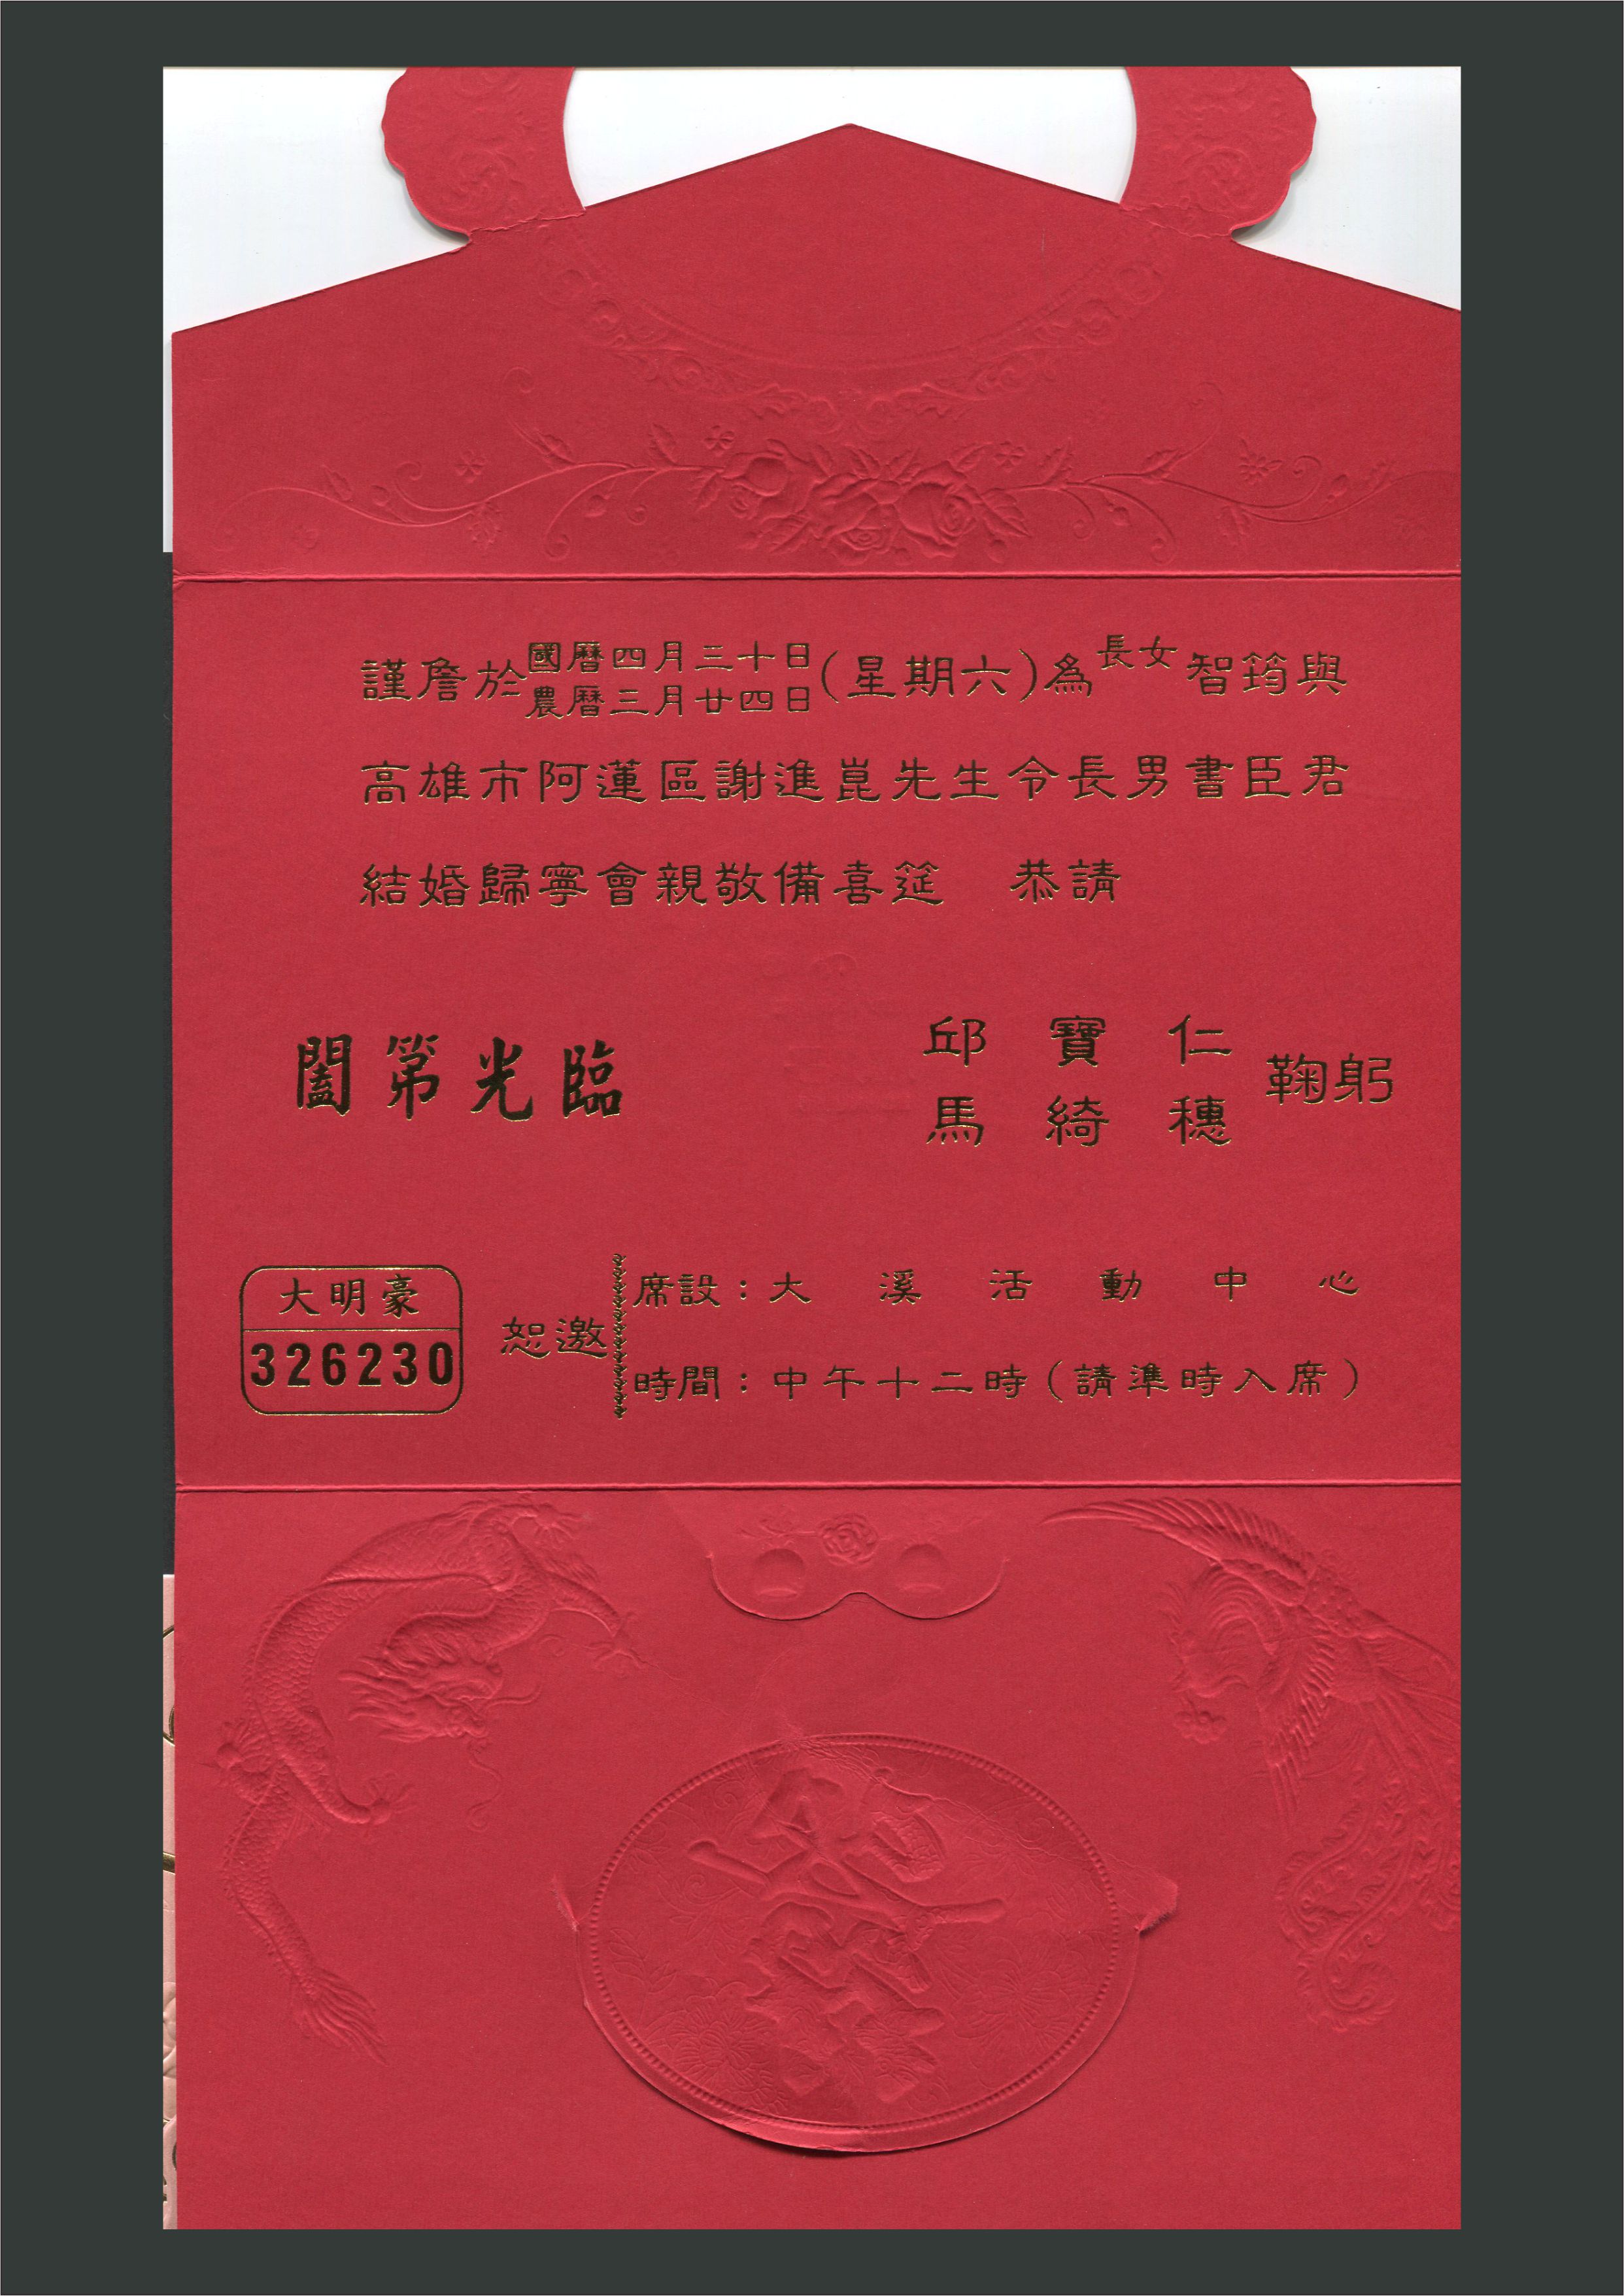 謹詹於國曆四月三十日農曆三月廿四日(星期六)為長女智筠與
高雄市阿蓮區謝進崑先生令長男書臣君
結婚歸寧會親敬備喜筵 恭請
闔第光臨
邱寶仁
馬綺穗
鞠躬
大明豪
326230
恕邀
席設：大溪活動中心
時間：中午十二時(請準時入席)
囍